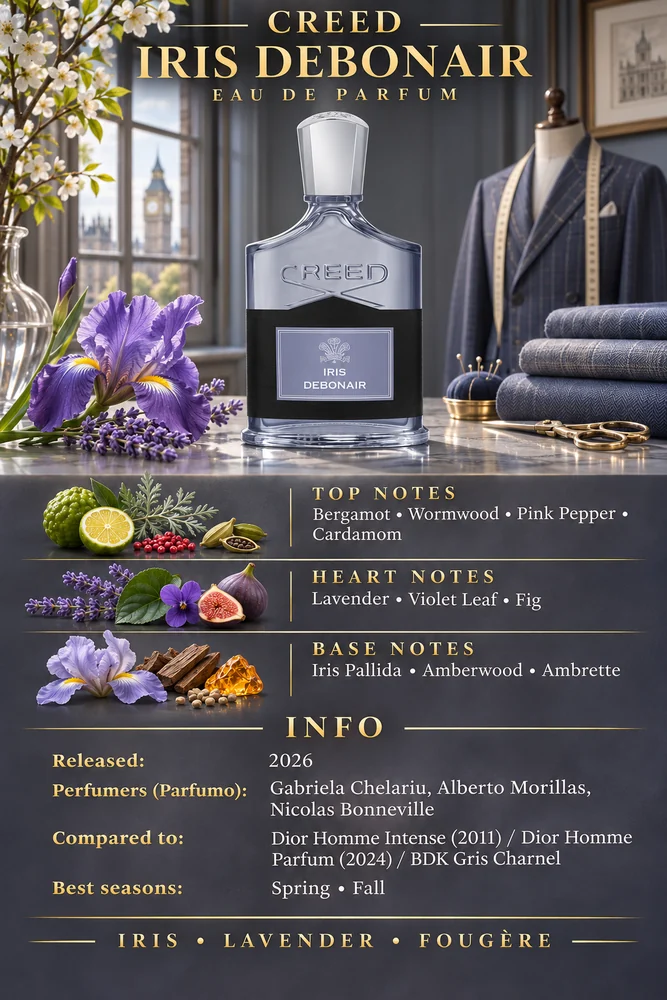 CREED
IRIS DEBONAIR
EAU DE PARFUM
CREED
IRIS
DEBONAIR
TOP NOTES
Bergamot • Wormwood • Pink Pepper •
Cardamom
HEART NOTES
Lavender • Violet Leaf • Fig
BASE NOTES
Iris Pallida • Amberwood • Ambrette
INFO
Released: 2026
Perfumers (Parfumo): Gabriela Chelariu, Alberto Morillas,
Nicolas Bonneville
Compared to: Dior Homme Intense (2011) / Dior Homme
Parfum (2024) / BDK Gris Charnel
Best seasons: Spring • Fall
IRIS • LAVENDER • FOUGÈRE